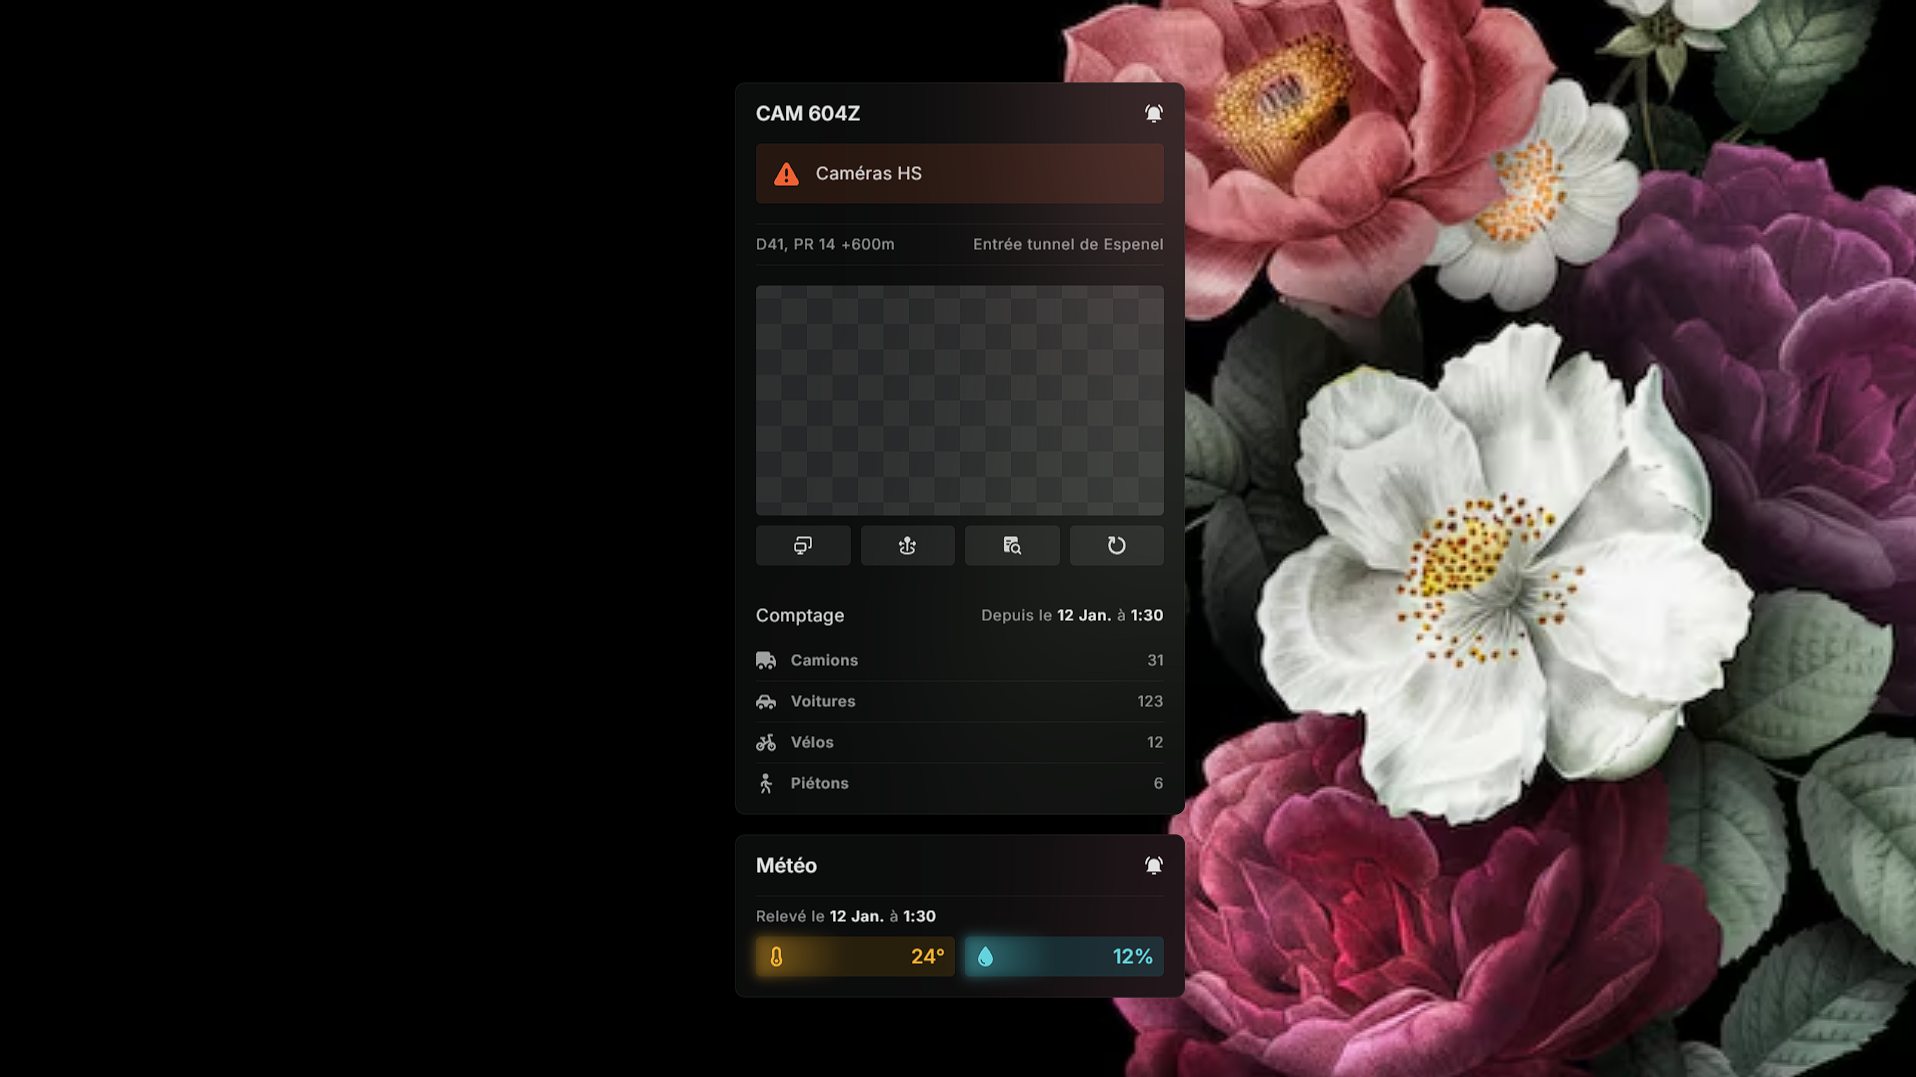 CAM 604Z
Caméras HS
D41, PR 14 +600m
Entrée tunnel de Espenel
Comptage
Depuis le 12 Jan. à 1:30
Camions 31
Voitures 123
Vélos 12
Piétons 6
Météo
Relevé le 12 Jan. à 1:30
24° 12%